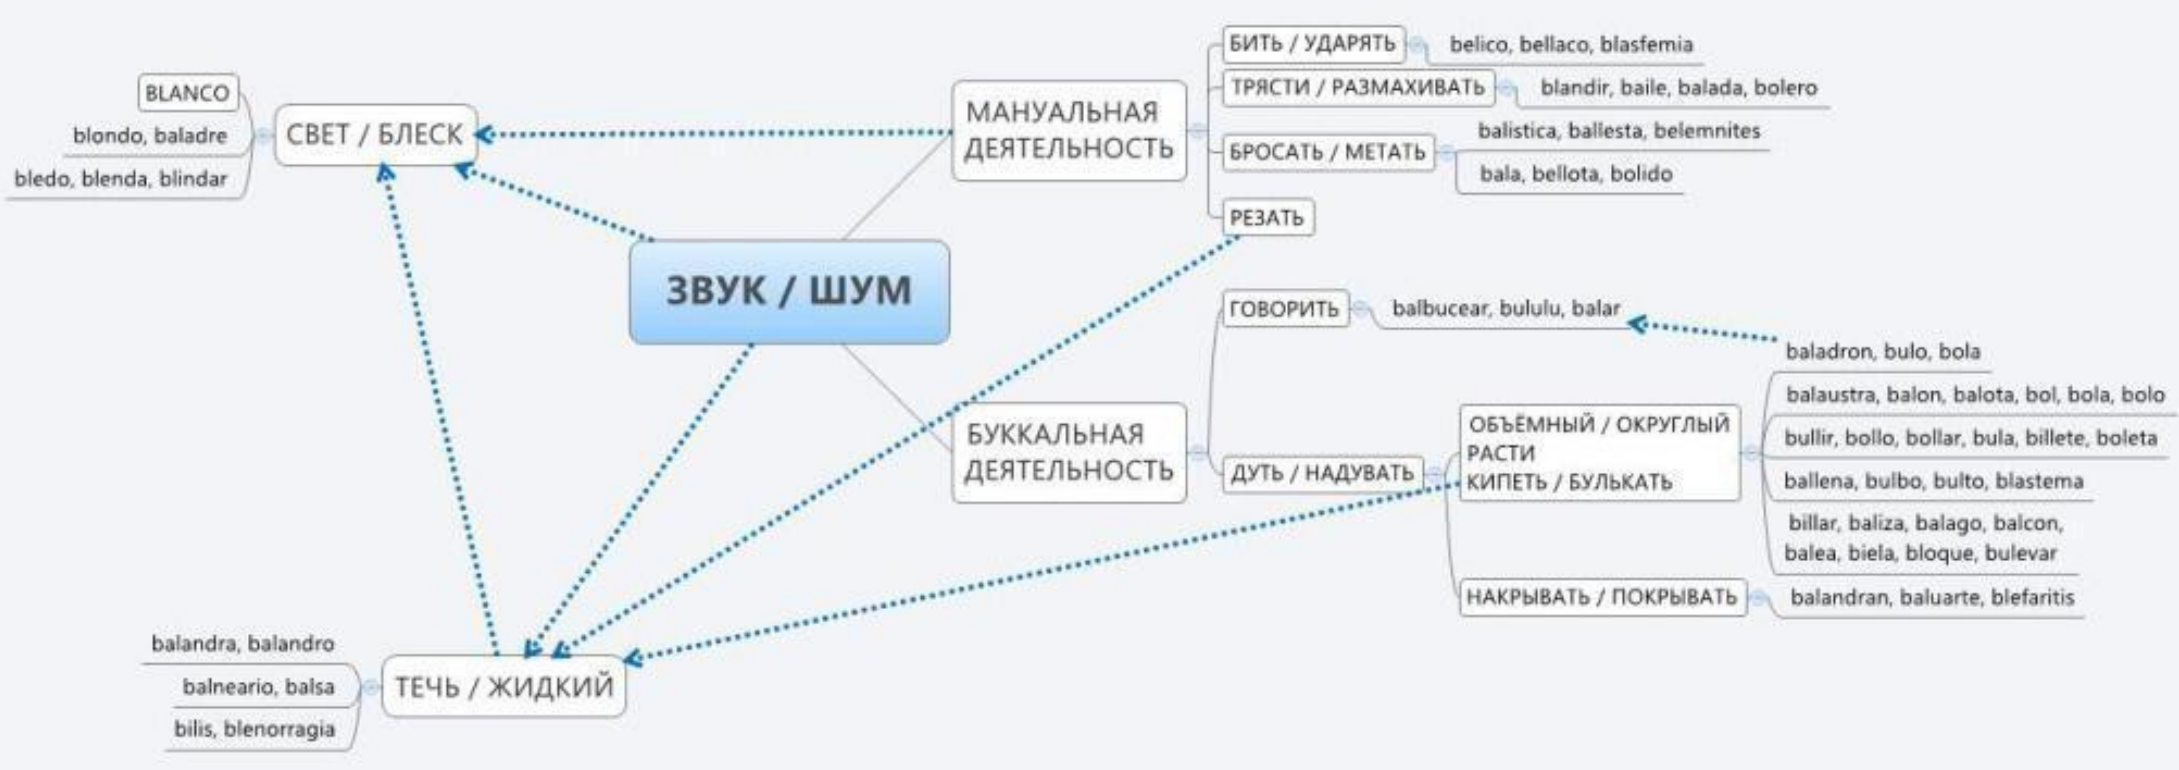 BLANCO
blondo, baladre
bledo, blenda, blindar
СВЕТ / БЛЕСК
ЗВУК / ШУМ
МАНУАЛЬНАЯ
ДЕЯТЕЛЬНОСТЬ
БИТЬ / УДАРЯТЬ
belico, bellaco, blasfemia
ТРЯСТИ / РАЗМАХИВАТЬ
blandir, baile, balada, bolero
БРОСАТЬ / МЕТАТЬ
balistica, ballesta, belemnites
bala, bellota, bolido
РЕЗАТЬ
БУККАЛЬНАЯ
ДЕЯТЕЛЬНОСТЬ
ГОВОРИТЬ
balbucear, bululu, balar
ДУТЬ / НАДУВАТЬ
ОБЪЁМНЫЙ / ОКРУГЛЫЙ
РАСТИ
КИПЕТЬ / БУЛЬКАТЬ
baladron, bulo, bola
balaustra, balon, balota, bol, bola, bolo
bullir, bollo, bollar, bula, billete, boleta
ballena, bulbo, bulto, blastema
billar, baliza, balago, balcon,
balea, biela, bloque, bulevar
НАКРЫВАТЬ / ПОКРЫВАТЬ
balandran, baluarte, blefaritis
balandra, balandro
balneario, balsa
bilis, blenorragia
ТЕЧЬ / ЖИДКИЙ